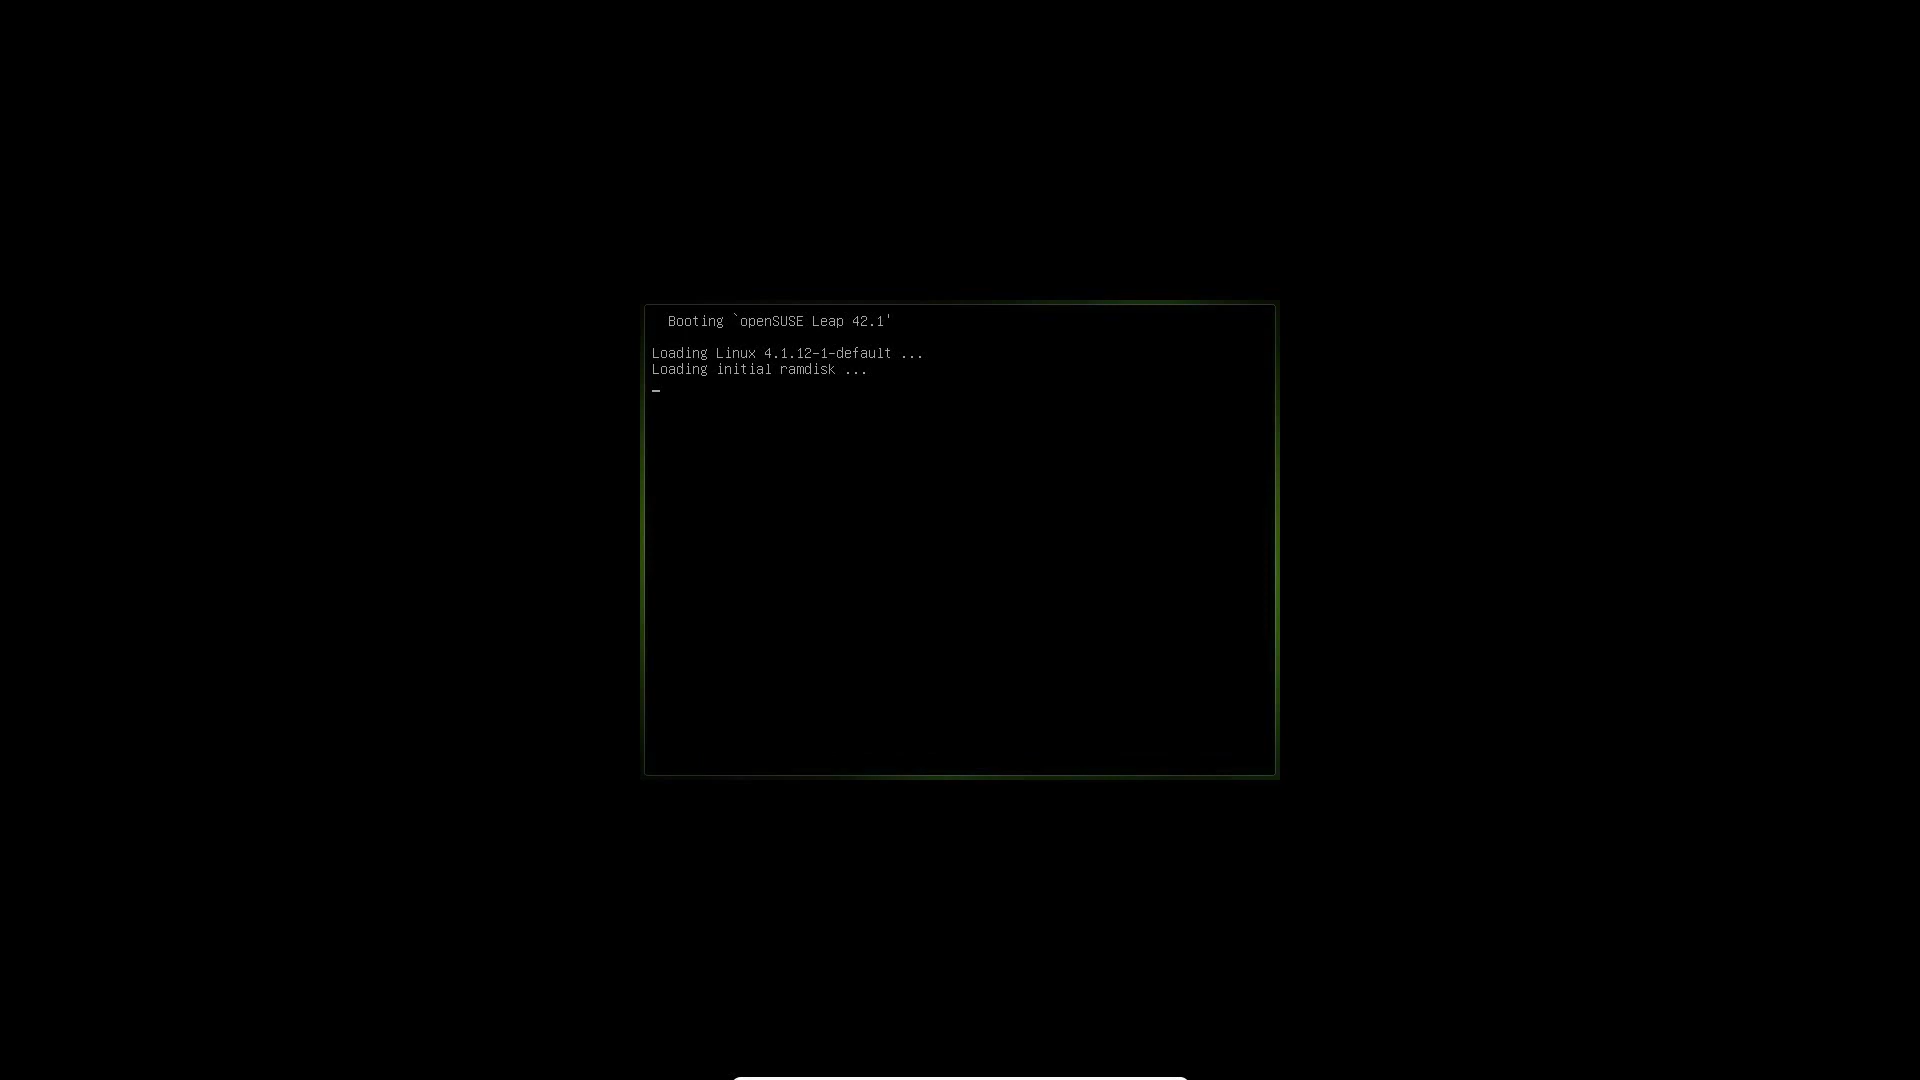 Booting `openSUSE Leap 42.1'
Loading Linux 4.1.12-1-default ...
Loading initial ramdisk ...